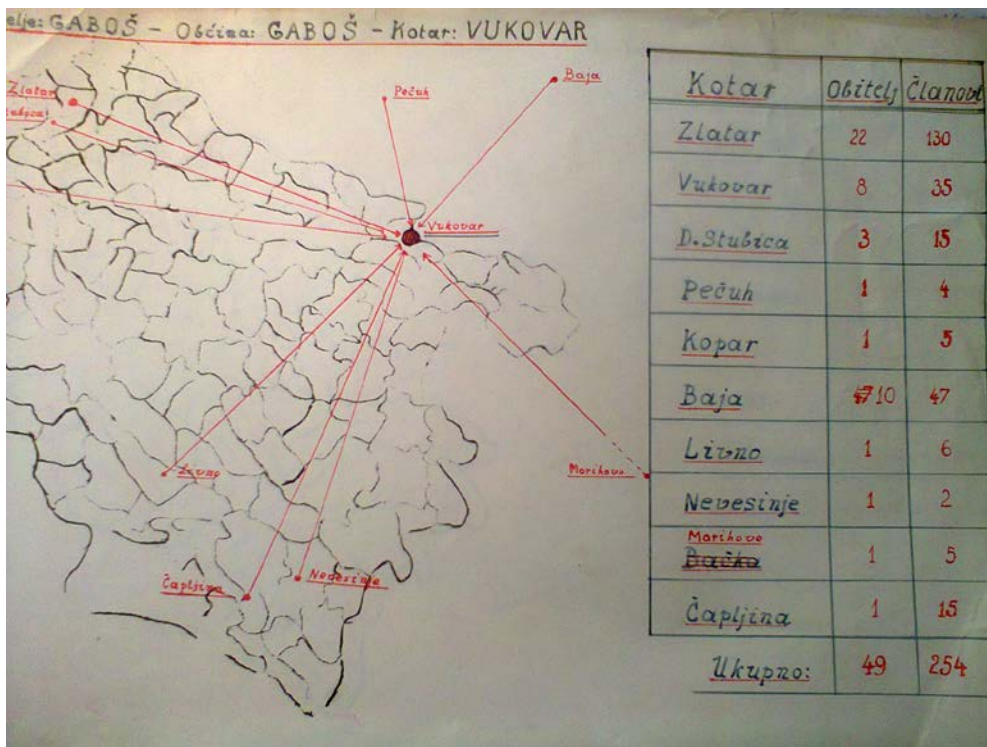 elje: GABOŠ – Obćina: GABOŠ – Kotar: VUKOVAR
Zlatar
tubica
Pečuh
Baja
Vukovar
Livno
Morihovo
Čapljina
Nevesinje
Kotar Obitelj Članovi
Zlatar 22 130
Vukovar 8 35
D. Stubica 3 15
Pečuh 1 4
Kopar 1 5
Baja 47 10 47
Livno 1 6
Nevesinje 1 2
Morihovo
Bačka 1 5
Čapljina 1 15
Ukupno: 49 254